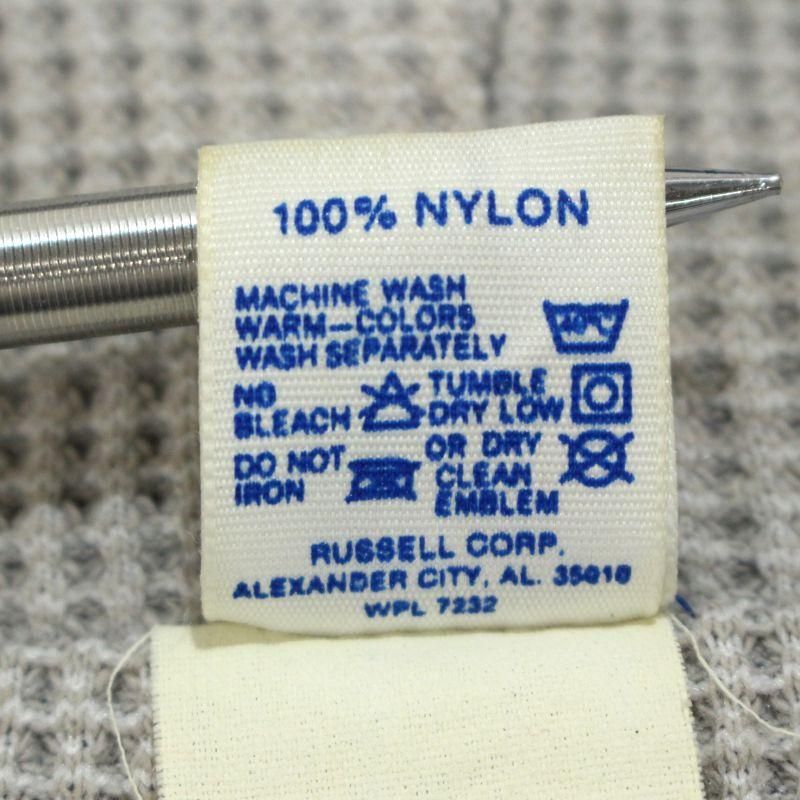 100% NYLON
MACHINE WASH
WARM—COLORS
WASH SEPARATELY
40°C
NO
BLEACH
TUMBLE
DRY LOW
DO NOT
IRON
OR DRY
CLEAN
EMBLEM
RUSSELL CORP.
ALEXANDER CITY, AL. 35010
WPL 7232